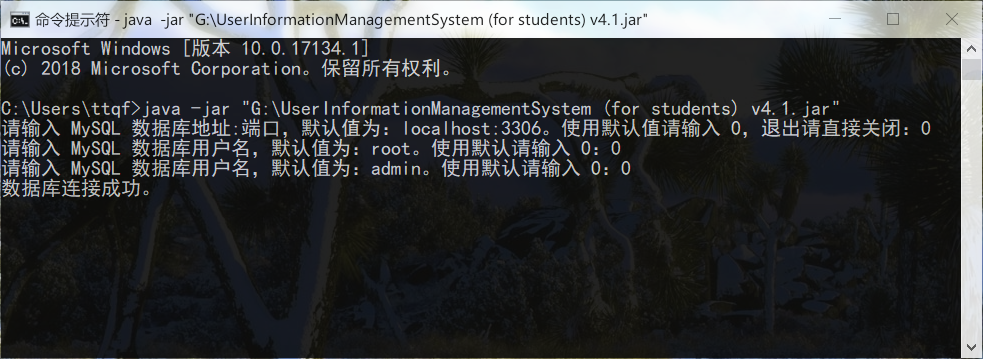 命令提示符 - java  -jar "G:\UserInformationManagementSystem (for students) v4.1.jar"
Microsoft Windows [版本 10.0.17134.1]
(c) 2018 Microsoft Corporation。保留所有权利。
C:\Users\ttqf>java -jar "G:\UserInformationManagementSystem (for students) v4.1.jar"
请输入 MySQL 数据库地址:端口，默认值为：localhost:3306。使用默认值请输入 0，退出请直接关闭：0
请输入 MySQL 数据库用户名，默认值为：root。使用默认请输入 0：0
请输入 MySQL 数据库用户名，默认值为：admin。使用默认请输入 0：0
数据库连接成功。